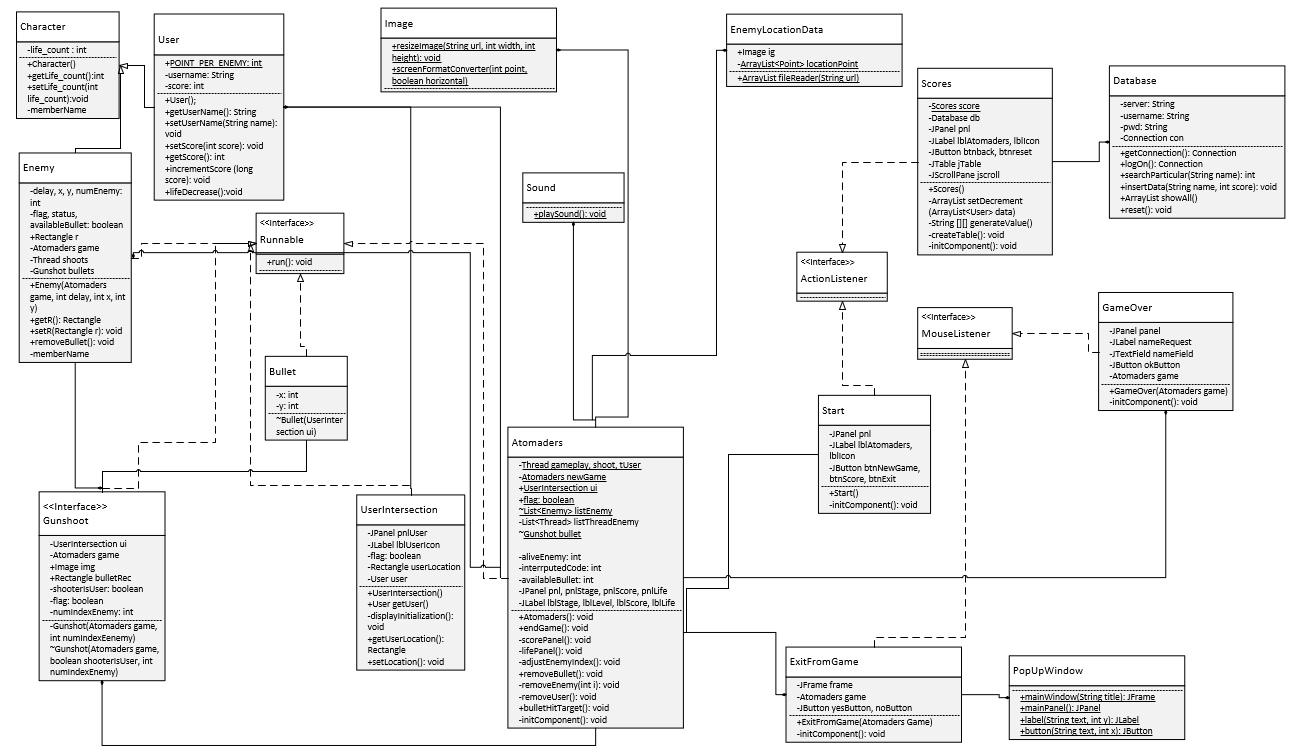 Character
-life_count : int
+Character()
+getLife_count():int
+setLife_count(int
life_count):void
-memberName
User
+POINT_PER_ENEMY: int
-username: String
-score: int
+User();
+getUserName(): String
+setUserName(String name):
void
+setScore(int score): void
+getScore(): int
+incrementScore (long
score): void
+lifeDecrease():void
Image
+resizeImage(String url, int width, int
height): void
+screenFormatConverter(int point,
boolean horizontal)
EnemyLocationData
+Image ig
-ArrayList<Point> locationPoint
+ArrayList fileReader(String url)
Scores
-Scores score
-Database db
-JPanel pnl
-JLabel lblAtomaders, lblIcon
-JButton btnback, btnreset
-JTable jTable
-JScrollPane jscroll
+Scores()
-ArrayList setDecrement
(ArrayList<User> data)
-String [][] generateValue()
-createTable(): void
-initComponent(): void
Database
-server: String
-username: String
-pwd: String
-Connection con
+getConnection(): Connection
+logOn(): Connection
+searchParticular(String name): int
+insertData(String name, int score): void
+ArrayList showAll()
+reset(): void
Enemy
-delay, x, y, numEnemy:
int
-flag, status,
availableBullet: boolean
+Rectangle r
-Atomaders game
-Thread shoots
-Gunshot bullets
+Enemy(Atomaders
game, int delay, int x, int
y)
+getR(): Rectangle
+setR(Rectangle r): void
+removeBullet(): void
-memberName
<<Interface>>
Runnable
+run(): void
Sound
+playSound(): void
<<Interface>>
ActionListener
<<Interface>>
MouseListener
GameOver
-JPanel panel
-JLabel nameRequest
-JTextField nameField
-JButton okButton
-Atomaders game
+GameOver(Atomaders game)
-initComponent(): void
Bullet
-x: int
-y: int
~Bullet(UserInter
section ui)
Start
-JPanel pnl
-JLabel lblAtomaders,
lblIcon
-JButton btnNewGame,
btnScore, btnExit
+Start()
-initComponent(): void
Atomaders
-Thread gameplay, shoot, tUser
-Atomaders newGame
+UserIntersection ui
+flag: boolean
~List<Enemy> listEnemy
-List<Thread> listThreadEnemy
~Gunshot bullet
-aliveEnemy: int
-interrputedCode: int
-availableBullet: int
-JPanel pnl, pnlStage, pnlScore, pnlLife
-JLabel lblStage, lblLevel, lblScore, lblLife
+Atomaders(): void
+endGame(): void
-scorePanel(): void
-lifePanel(): void
-adjustEnemyIndex(): void
+removeBullet(): void
-removeEnemy(int i): void
-removeUser(): void
+bulletHitTarget(): void
-initComponent(): void
<<Interface>>
Gunshoot
-UserIntersection ui
-Atomaders game
+Image img
+Rectangle bulletRec
-shooterIsUser: boolean
-flag: boolean
-numIndexEnemy: int
-Gunshot(Atomaders game,
int numIndexEenemy)
~Gunshot(Atomaders game,
boolean shooterIsUser, int
numIndexEnemy)
UserIntersection
-JPanel pnlUser
-JLabel lblUserIcon
-flag: boolean
-Rectangle userLocation
-User user
+UserIntersection()
+User getUser()
-displayInitialization():
void
+getUserLocation():
Rectangle
+setLocation(): void
ExitFromGame
-JFrame frame
-Atomaders game
-JButton yesButton, noButton
+ExitFromGame(Atomaders Game)
-initComponent(): void
PopUpWindow
+mainWindow(String title): JFrame
+mainPanel(): JPanel
+label(String text, int y): JLabel
+button(String text, int x): JButton